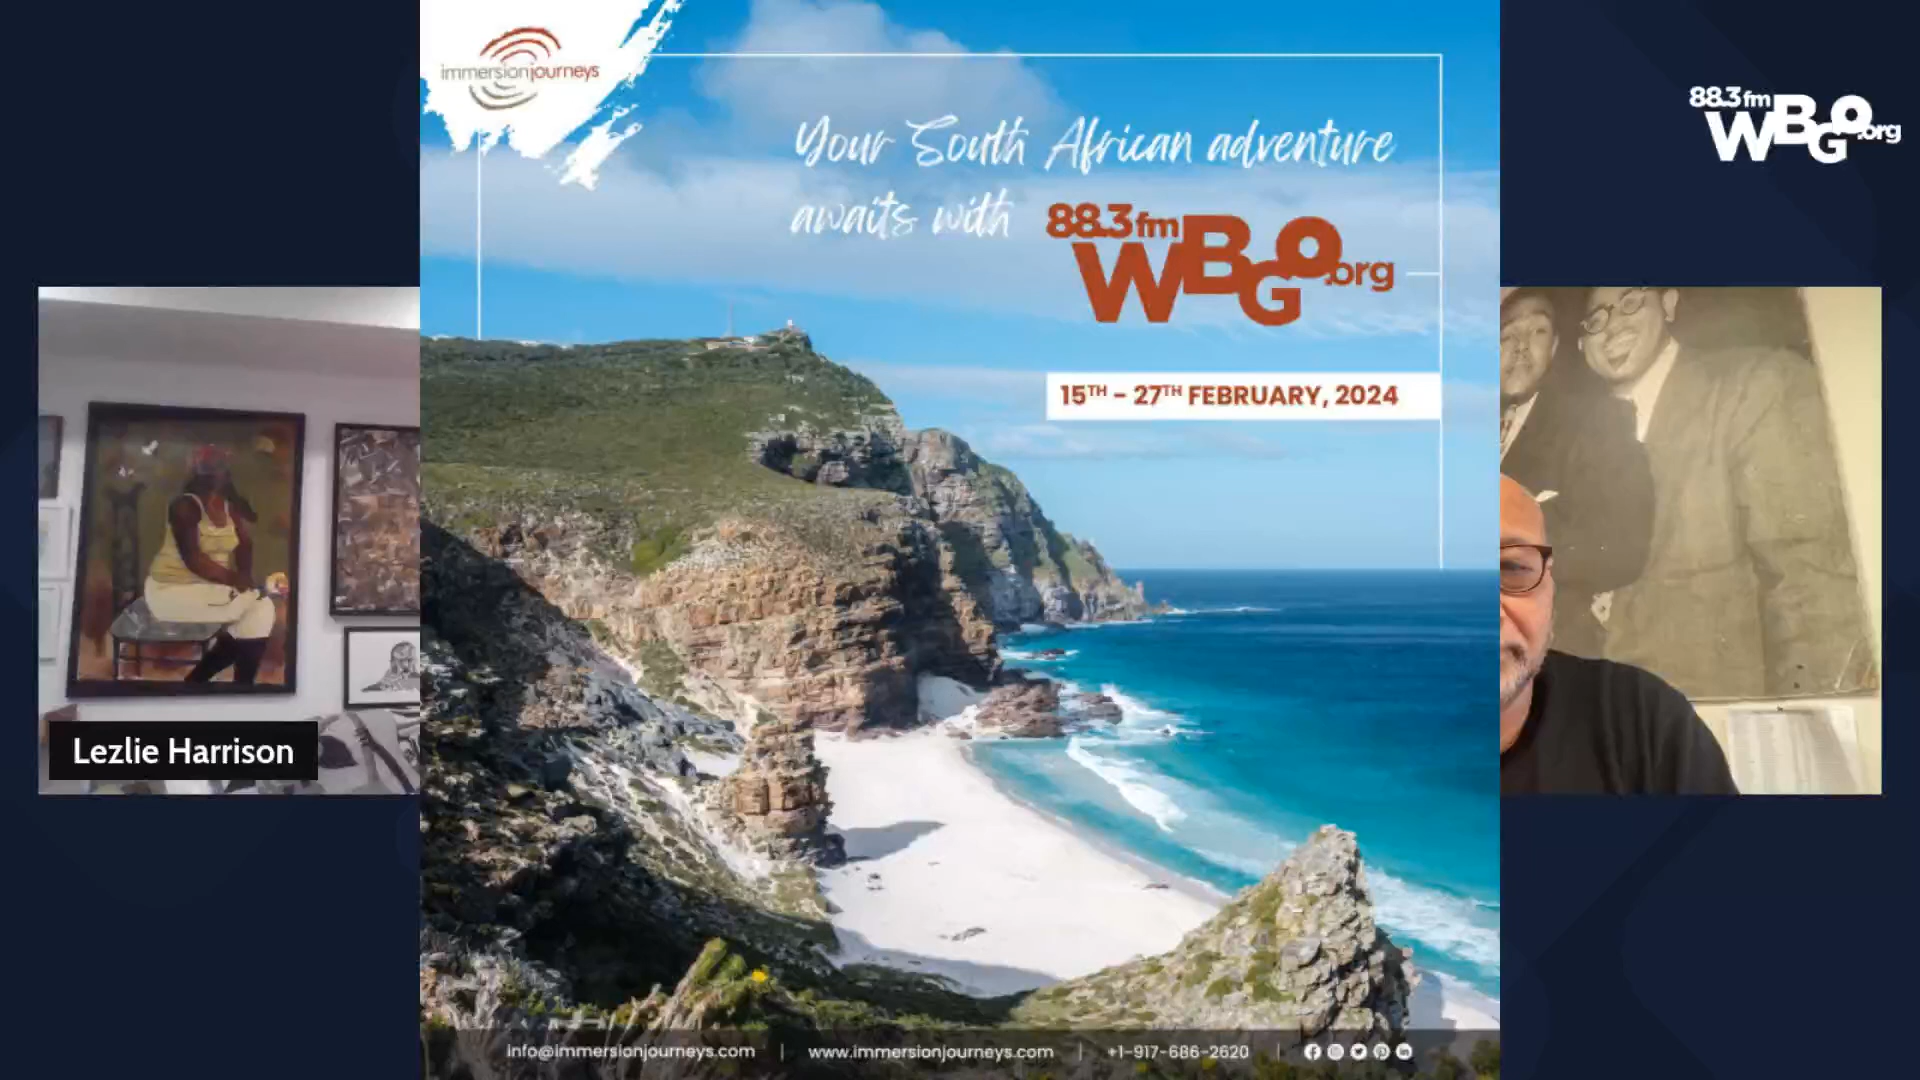 immersionjourneys
Your South African adventure
awaits with
88.3fm
WBGO.org
15TH - 27TH FEBRUARY, 2024
88.3fm
WBGO.org
Lezlie Harrison
info@immersionjourneys.com | www.immersionjourneys.com | +1-917-686-2620 |